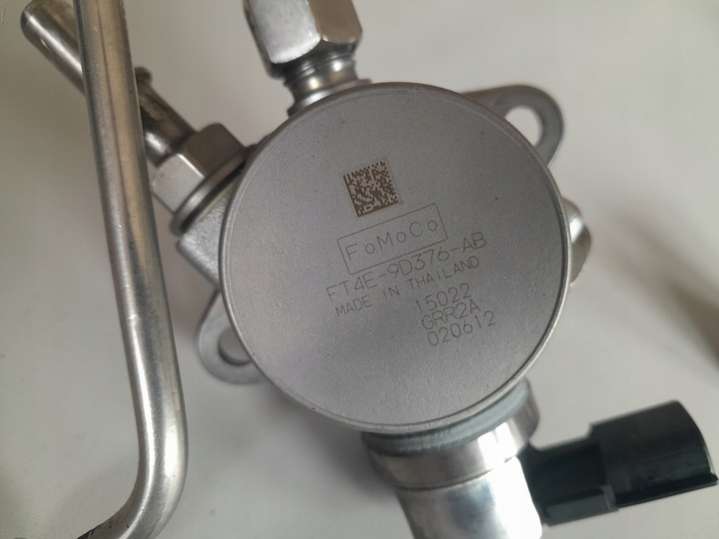 FoMoCo
FT4E-9D376-AB
MADE IN THAILAND
15022
GRR2A
020612